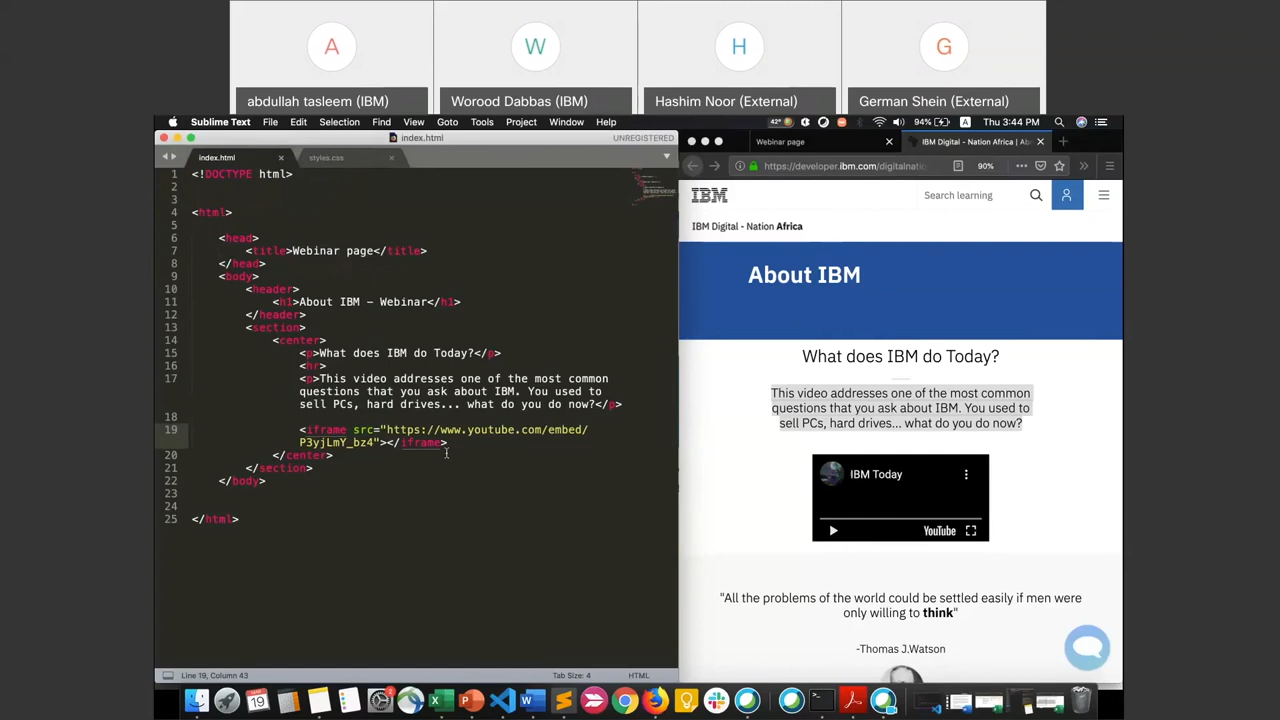 A
W
H
G
abdullah tasleem (IBM)
Worood Dabbas (IBM)
Hashim Noor (External)
German Shein (External)
Sublime Text File Edit Selection Find View Goto Tools Project Window Help
42° 94% A Thu 3:44 PM
index.html
UNREGISTERED
index.html
styles.css
1 <!DOCTYPE html>
2
3
4 <html>
5
6 <head>
7 <title>Webinar page</title>
8 </head>
9 <body>
10 <header>
11 <h1>About IBM – Webinar</h1>
12 </header>
13 <section>
14 <center>
15 <p>What does IBM do Today?</p>
16 <hr>
17 <p>This video addresses one of the most common
questions that you ask about IBM. You used to
sell PCs, hard drives... what do you do now?</p>
18
19 <iframe src="https://www.youtube.com/embed/
P3yjLmY_bz4"></iframe>
20 </center>
21 </section>
22 </body>
23
24
25 </html>
Line 19, Column 43
Tab Size: 4
HTML
Webinar page
IBM Digital - Nation Africa | Ab
https://developer.ibm.com/digitalnati
90%
IBM
Search learning
IBM Digital - Nation Africa
About IBM
What does IBM do Today?
This video addresses one of the most common
questions that you ask about IBM. You used to
sell PCs, hard drives... what do you do now?
IBM Today
YouTube
"All the problems of the world could be settled easily if men were
only willing to think"
-Thomas J.Watson
19